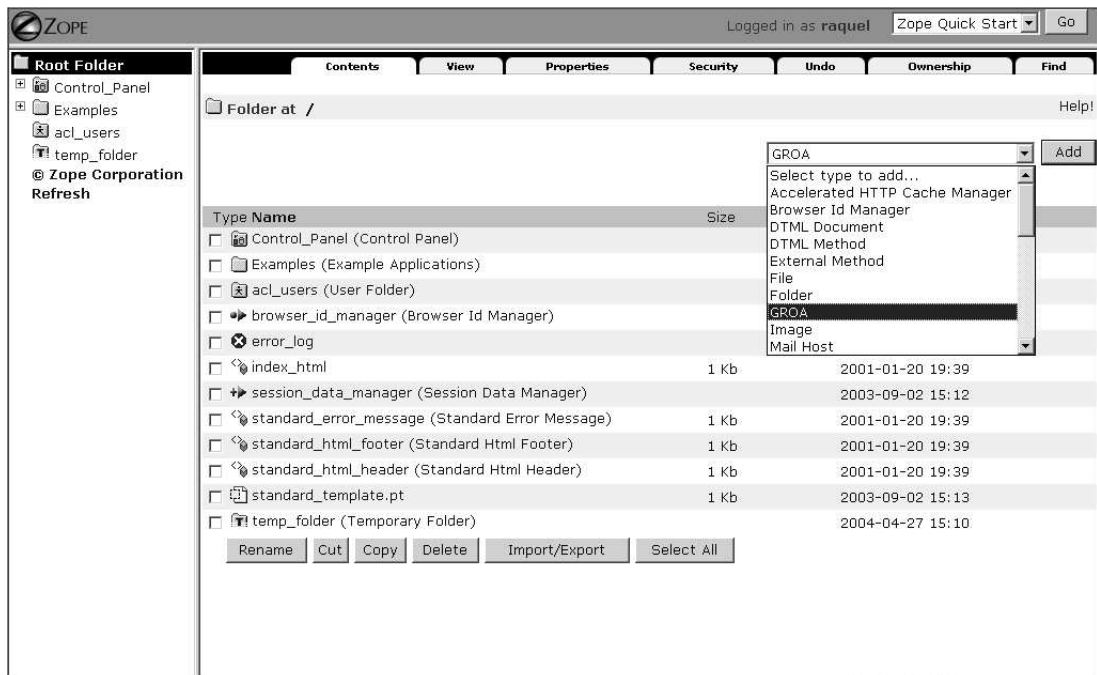 ZOPE
Logged in as raquel
Zope Quick Start
Go
Root Folder
Control_Panel
Examples
acl_users
temp_folder
© Zope Corporation
Refresh
Contents
View
Properties
Security
Undo
Ownership
Find
Folder at /
Help!
GROA
Add
Select type to add...
Accelerated HTTP Cache Manager
Browser Id Manager
DTML Document
DTML Method
External Method
File
Folder
GROA
Image
Mail Host
Type Name Size
Control_Panel (Control Panel)
Examples (Example Applications)
acl_users (User Folder)
browser_id_manager (Browser Id Manager)
error_log
index_html 1 Kb 2001-01-20 19:39
session_data_manager (Session Data Manager) 2003-09-02 15:12
standard_error_message (Standard Error Message) 1 Kb 2001-01-20 19:39
standard_html_footer (Standard Html Footer) 1 Kb 2001-01-20 19:39
standard_html_header (Standard Html Header) 1 Kb 2001-01-20 19:39
standard_template.pt 1 Kb 2003-09-02 15:13
temp_folder (Temporary Folder) 2004-04-27 15:10
Rename
Cut
Copy
Delete
Import/Export
Select All